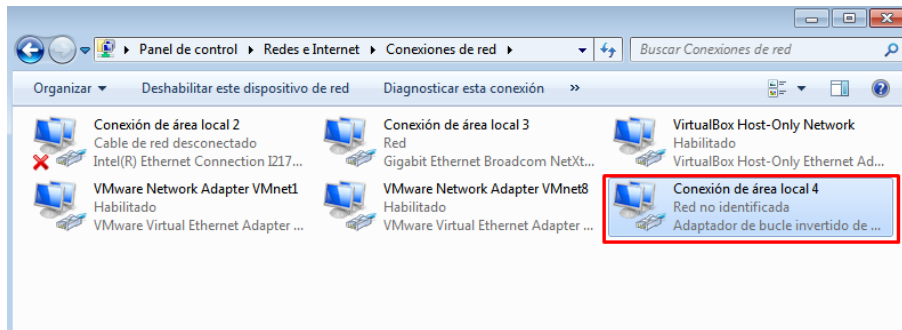 Panel de control ▸ Redes e Internet ▸ Conexiones de red ▸ Buscar Conexiones de red
Organizar Deshabilitar este dispositivo de red Diagnosticar esta conexión »
Conexión de área local 2
Cable de red desconectado
Intel(R) Ethernet Connection I217...
Conexión de área local 3
Red
Gigabit Ethernet Broadcom NetXt...
VirtualBox Host-Only Network
Habilitado
VirtualBox Host-Only Ethernet Ad...
VMware Network Adapter VMnet1
Habilitado
VMware Virtual Ethernet Adapter ...
VMware Network Adapter VMnet8
Habilitado
VMware Virtual Ethernet Adapter ...
Conexión de área local 4
Red no identificada
Adaptador de bucle invertido de ...